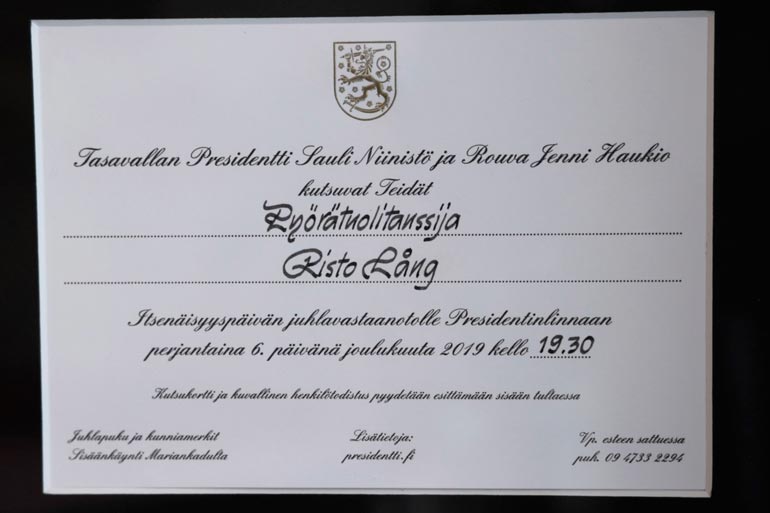 Tasavallan Presidentti Sauli Niinistö ja Rouva Jenni Haukio
kutsuvat Teidät
Pyörätuolitanssija
Risto Lång
Itsenäisyyspäivän juhlavastaanotolle Presidentinlinnaan
perjantaina 6. päivänä joulukuuta 2019 kello 19.30
Kutsukortti ja kuvallinen henkilötodistus pyydetään esittämään sisään tultaessa
Juhlapuku ja kunniamerkit
Sisäänkäynti Mariankadulta
Lisätietoja:
presidentti.fi
Vp. esteen sattuessa
puh. 09 4733 2294